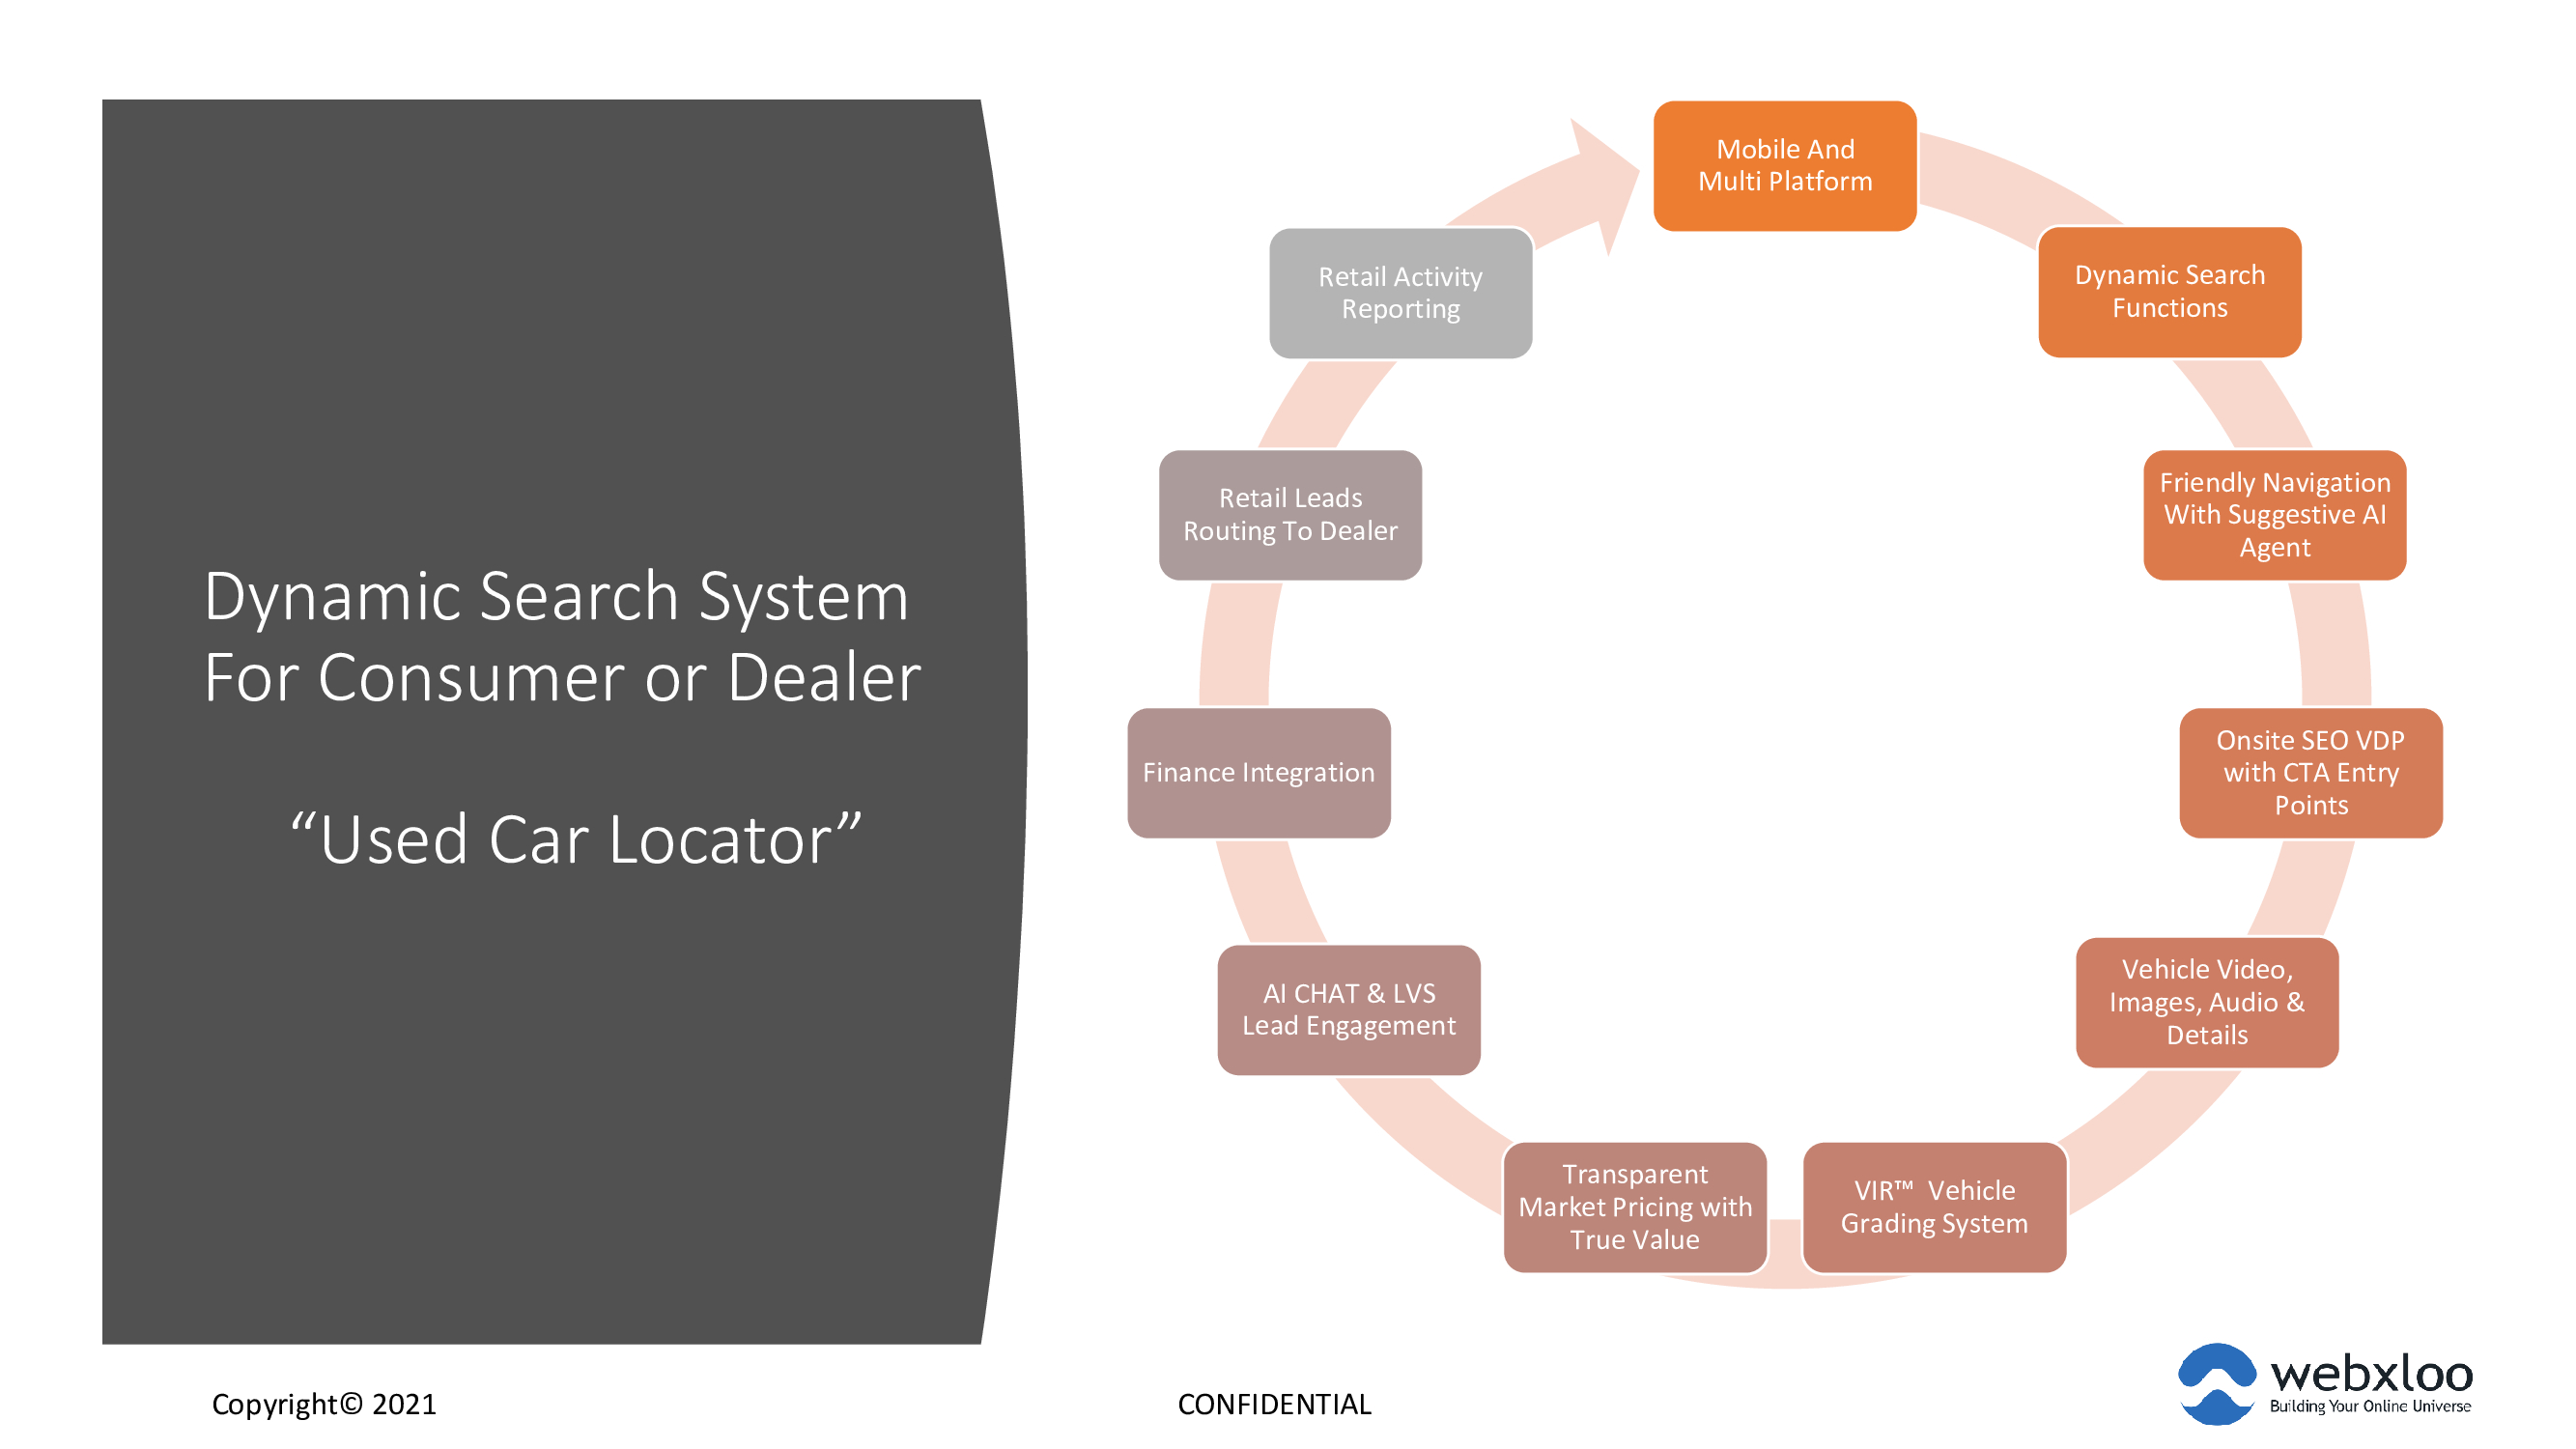 Dynamic Search System
For Consumer or Dealer
“Used Car Locator”
Mobile And
Multi Platform
Dynamic Search
Functions
Friendly Navigation
With Suggestive AI
Agent
Onsite SEO VDP
with CTA Entry
Points
Vehicle Video,
Images, Audio &
Details
VIR™ Vehicle
Grading System
Transparent
Market Pricing with
True Value
AI CHAT & LVS
Lead Engagement
Finance Integration
Retail Leads
Routing To Dealer
Retail Activity
Reporting
Copyright© 2021
CONFIDENTIAL
webxloo
Building Your Online Universe